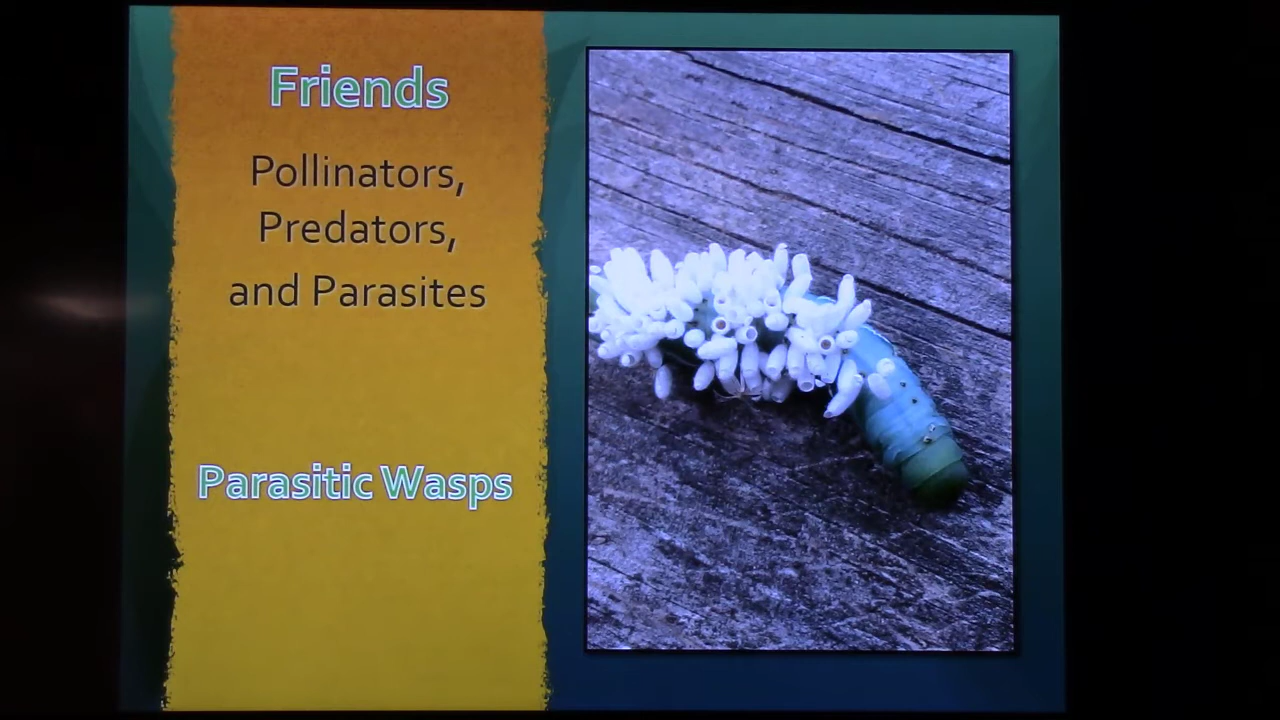 Friends
Pollinators,
Predators,
and Parasites
Parasitic Wasps